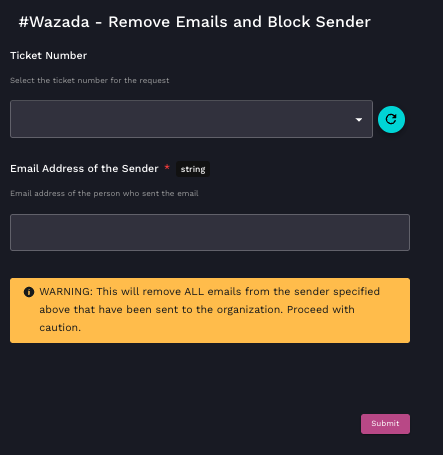 #Wazada - Remove Emails and Block Sender
Ticket Number
Select the ticket number for the request
Email Address of the Sender * string
Email address of the person who sent the email
WARNING: This will remove ALL emails from the sender specified
above that have been sent to the organization. Proceed with
caution.
Submit